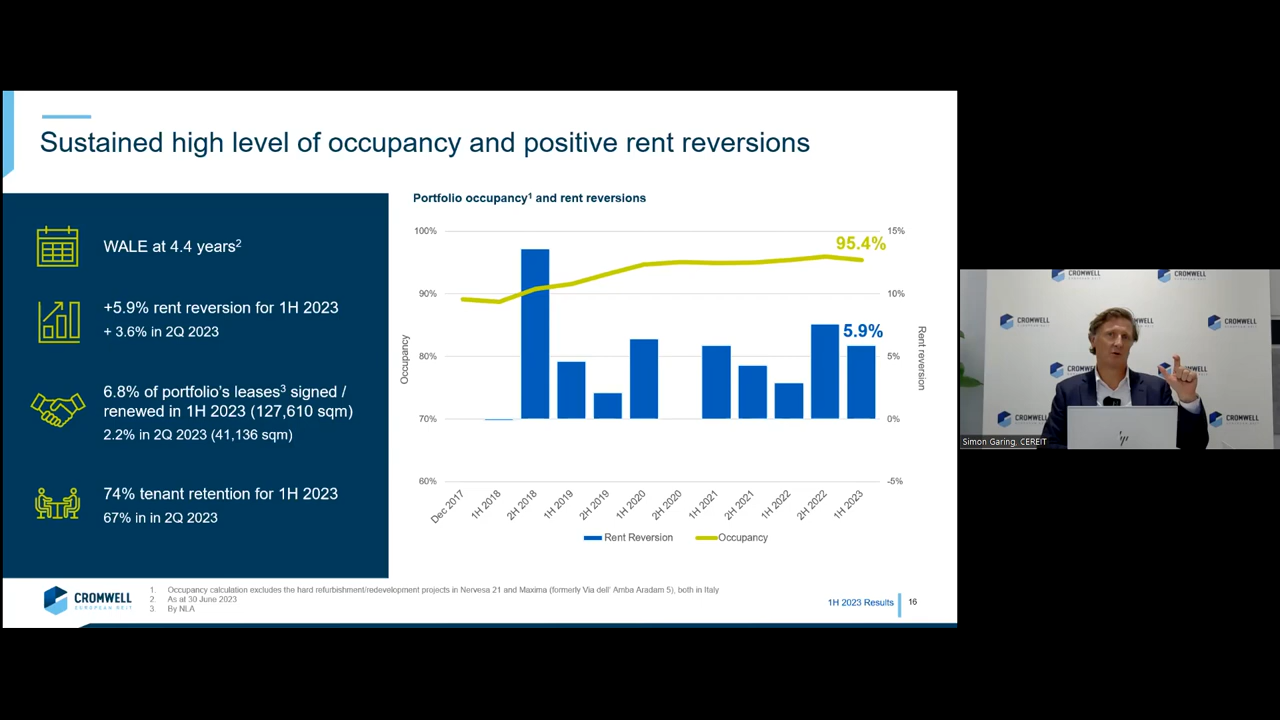 Sustained high level of occupancy and positive rent reversions
WALE at 4.4 years2
+5.9% rent reversion for 1H 2023
+ 3.6% in 2Q 2023
6.8% of portfolio's leases3 signed /
renewed in 1H 2023 (127,610 sqm)
2.2% in 2Q 2023 (41,136 sqm)
74% tenant retention for 1H 2023
67% in in 2Q 2023
Portfolio occupancy1 and rent reversions
100%
90%
80%
70%
60%
Occupancy
15%
10%
5%
0%
-5%
Rent reversion
95.4%
5.9%
Dec 2017
1H 2018
2H 2018
1H 2019
2H 2019
1H 2020
2H 2020
1H 2021
2H 2021
1H 2022
2H 2022
1H 2023
Rent Reversion
Occupancy
CROMWELL
EUROPEAN REIT
1. Occupancy calculation excludes the hard refurbishment/redevelopment projects in Nervesa 21 and Maxima (formerly Via dell' Amba Aradam 5), both in Italy
2. As at 30 June 2023
3. By NLA
1H 2023 Results
16
CROMWELL
CROMWELL
CROMWELL
CROMWELL
CROMWELL
CROMWELL
CROMWELL
CROMWELL
hp
Simon Garing, CEREIT